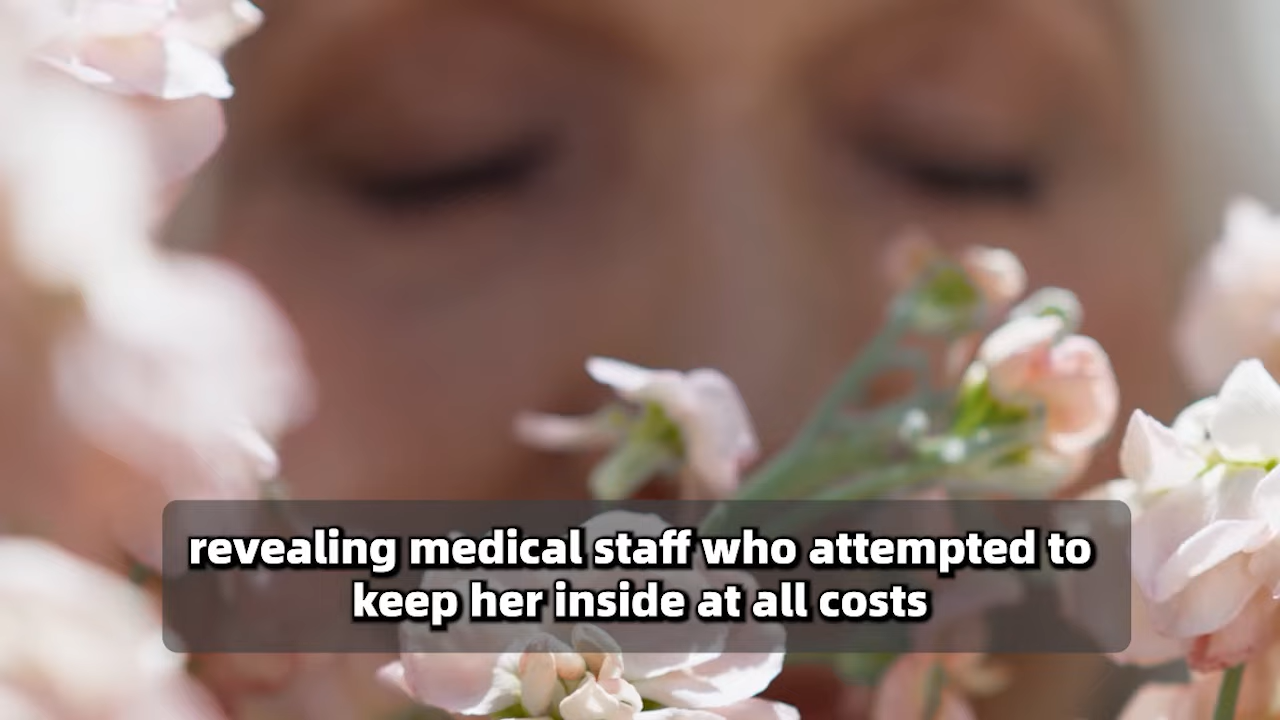 revealing medical staff who attempted to
keep her inside at all costs